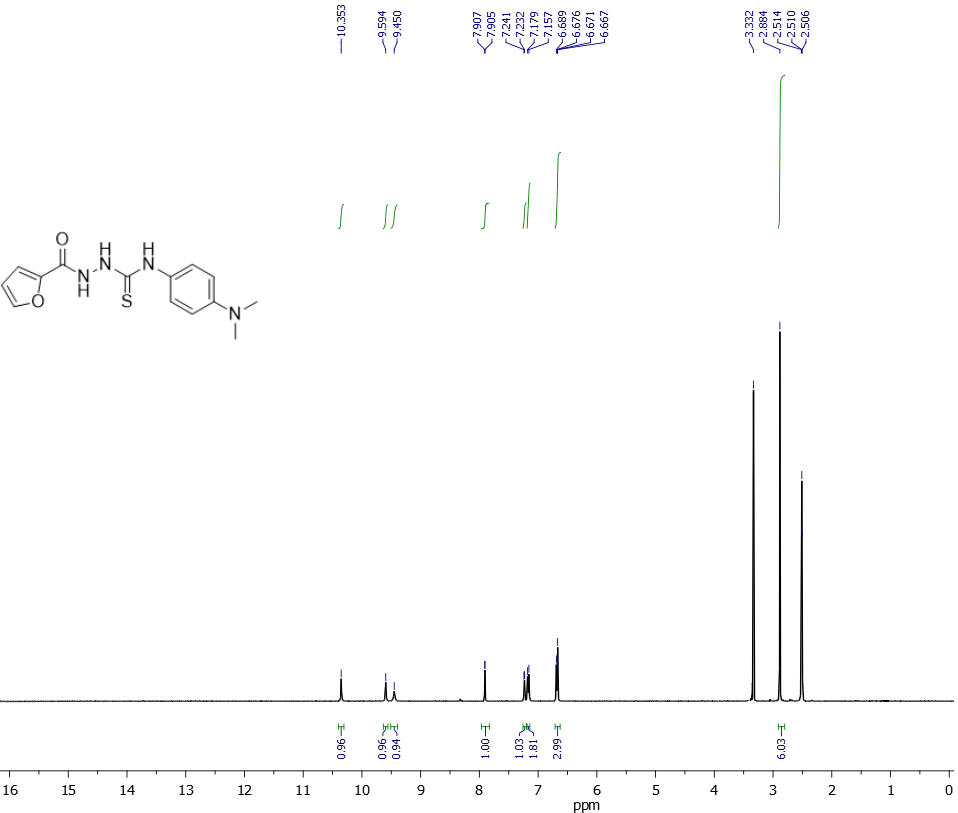 10.353
9.594
9.450
7.907
7.905
7.241
7.232
7.179
7.157
6.689
6.676
6.671
6.667
3.332
2.884
2.514
2.510
2.506
O
H
H
N
N
N
H
O
S
N
0.96
0.96
0.94
1.00
1.03
1.81
2.99
6.03
16 15 14 13 12 11 10 9 8 7 6 5 4 3 2 1 0
ppm